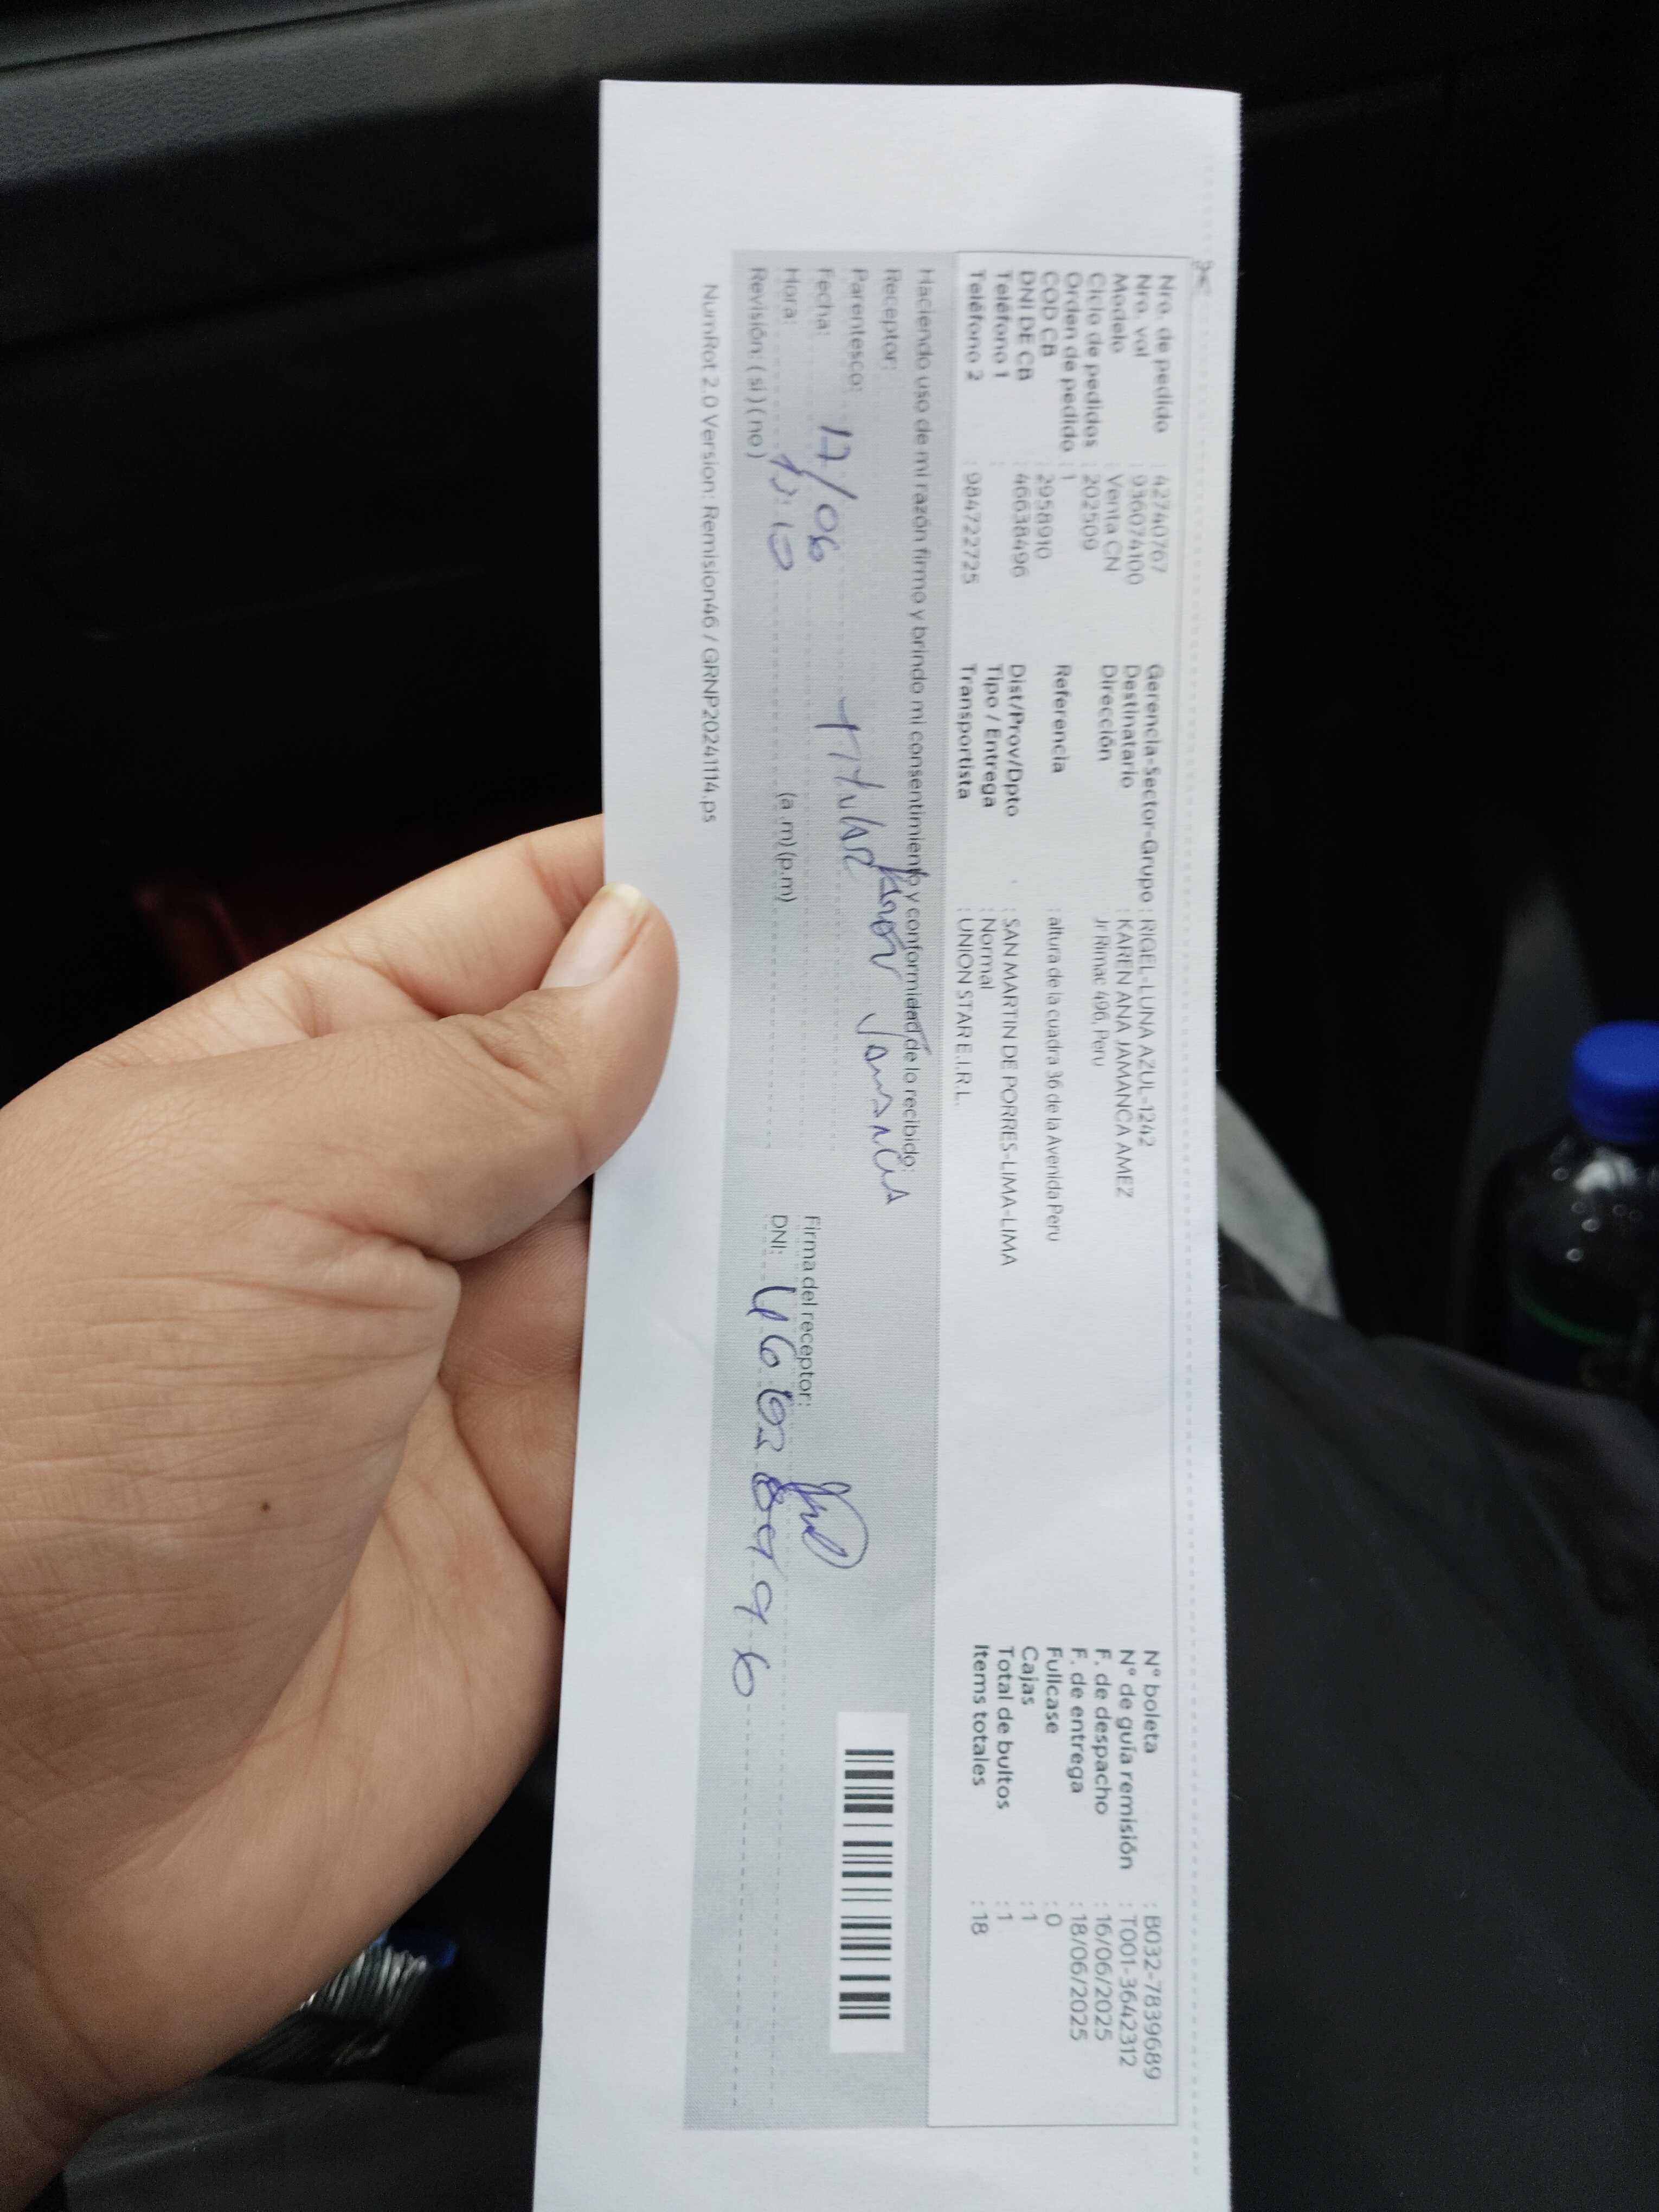 Nro. de pedido : 42740767
Nro. vol : 936074100
Modelo : Venta CN
Ciclo de pedidos : 202509
Orden de pedido : 1
COD CB : 2958910
DNI DE CB : 46638496
Teléfono 1 :
Teléfono 2 : 984722725
Gerencia-Sector-Grupo : RIGEL-LUNA AZUL-1242
Destinatario : KAREN ANA JAMANCA AMEZ
Dirección : Jr Rimac 496, Peru
Referencia : altura de la cuadra 36 de la Avenida Peru
Dist/Prov/Dpto : SAN MARTIN DE PORRES-LIMA-LIMA
Tipo / Entrega : Normal
Transportista : UNION STAR E.I.R.L.
N° boleta : B032-7839689
N° de guía remisión : T001-3642312
F. de despacho : 16/06/2025
F. de entrega : 18/06/2025
Fullcase : 0
Cajas : 1
Total de bultos : 1
Items totales : 18
Haciendo uso de mi razón firmo y brindo mi consentimiento y conformidad de lo recibido:
Receptor: Karen Jamanca
Parentesco: Titular
Fecha: 17/06
Hora: (a.m) (p.m)
Revisión: ( si ) ( no )
Firma del receptor:
DNI:
NumRot 2.0 Version: Remision46 / GRNP20241114.ps